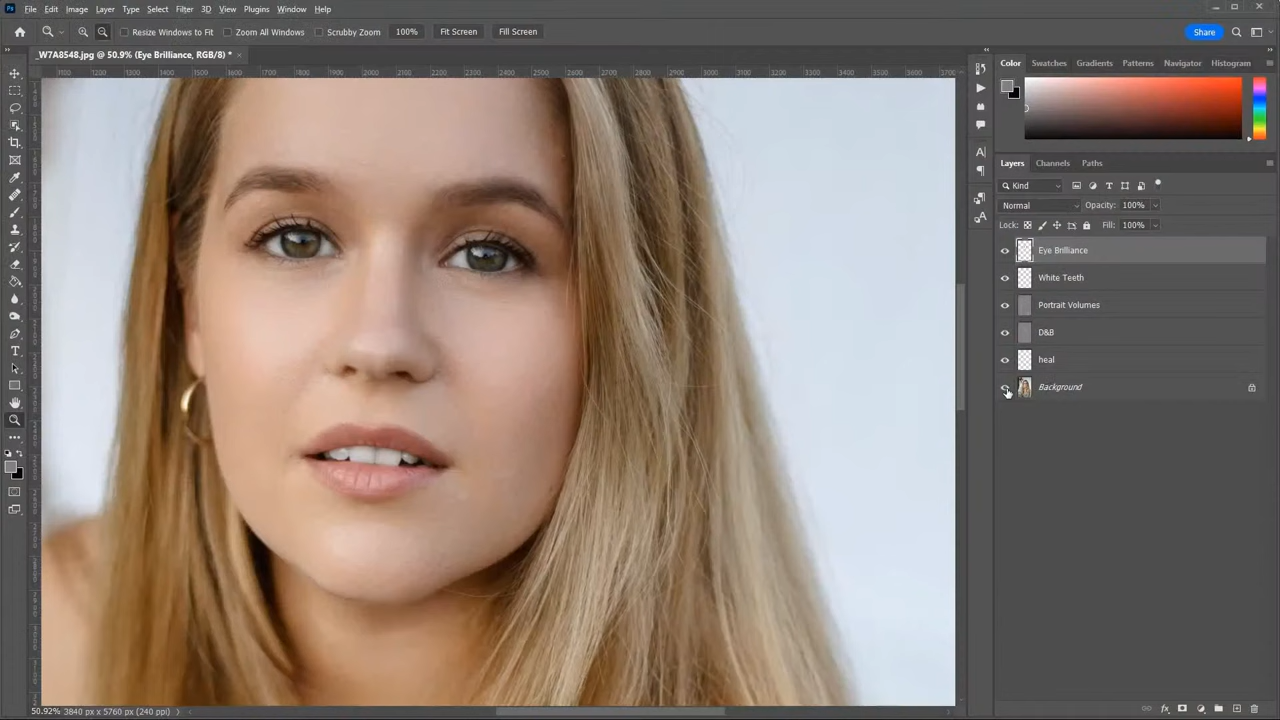 Ps File Edit Image Layer Type Select Filter 3D View Plugins Window Help
Resize Windows to Fit Zoom All Windows Scrubby Zoom 100% Fit Screen Fill Screen Share
_W7A8548.jpg @ 50.9% (Eye Brilliance, RGB/8) *
Color Swatches Gradients Patterns Navigator Histogram
Layers Channels Paths
Kind
Normal Opacity: 100%
Lock: Fill: 100%
Eye Brilliance
White Teeth
Portrait Volumes
D&B
heal
Background
50.92% 3840 px x 5760 px (240 ppi)